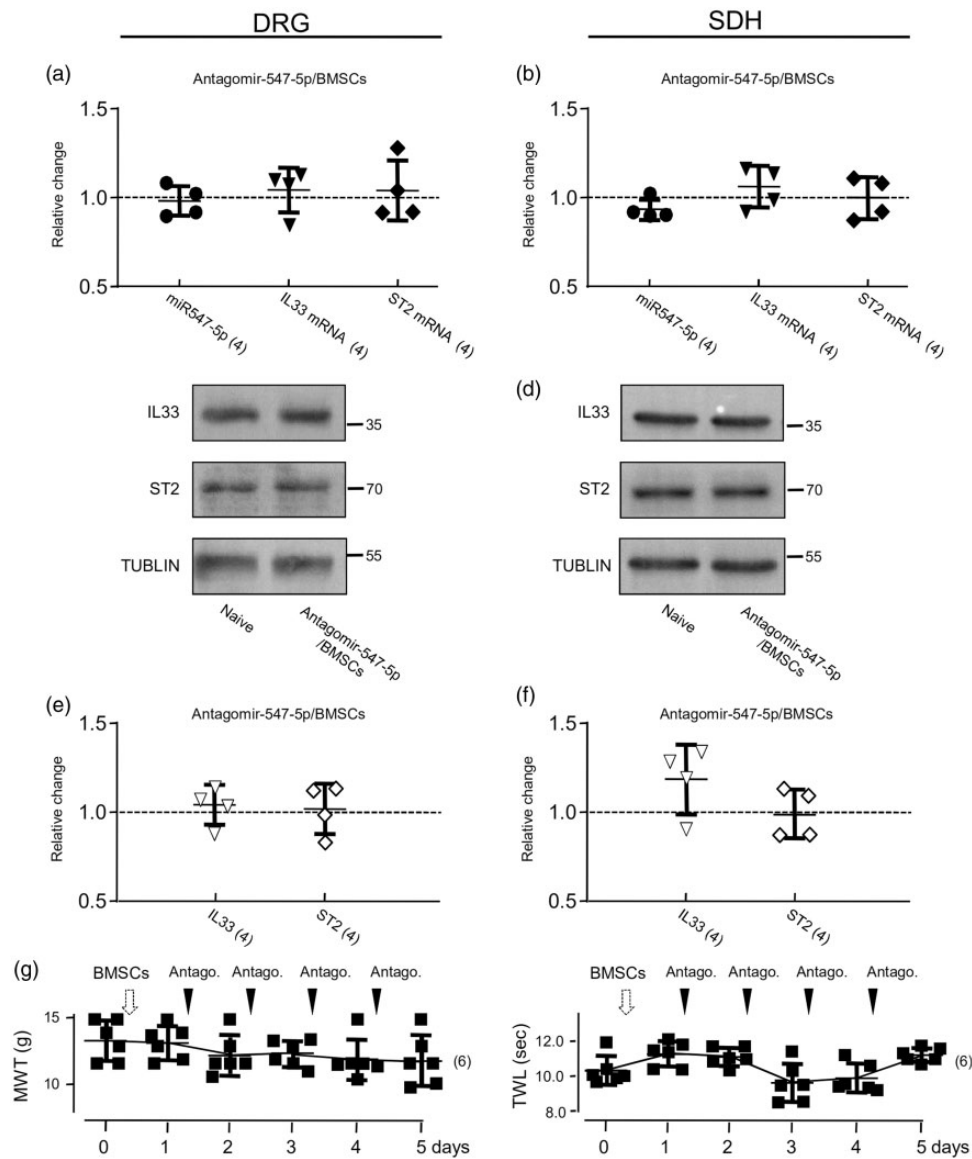 DRG
SDH
(a)
Antagomir-547-5p/BMSCs
Relative change
1.5
1.0
0.5
miR547-5p (4)
IL33 mRNA (4)
ST2 mRNA (4)
(b)
Antagomir-547-5p/BMSCs
Relative change
1.5
1.0
0.5
miR547-5p (4)
IL33 mRNA (4)
ST2 mRNA (4)
IL33
35
ST2
70
TUBLIN
55
Naive
Antagomir-547-5p
/BMSCs
(d)
IL33
35
ST2
70
TUBLIN
55
Naive
Antagomir-547-5p
/BMSCs
(e)
Antagomir-547-5p/BMSCs
Relative change
1.5
1.0
0.5
IL33 (4)
ST2 (4)
(f)
Antagomir-547-5p/BMSCs
Relative change
1.5
1.0
0.5
IL33 (4)
ST2 (4)
(g)
BMSCs Antago. Antago. Antago. Antago.
MWT (g)
15
10
(6)
0 1 2 3 4 5 days
BMSCs Antago. Antago. Antago. Antago.
TWL (sec)
12.0
10.0
8.0
(6)
0 1 2 3 4 5 days